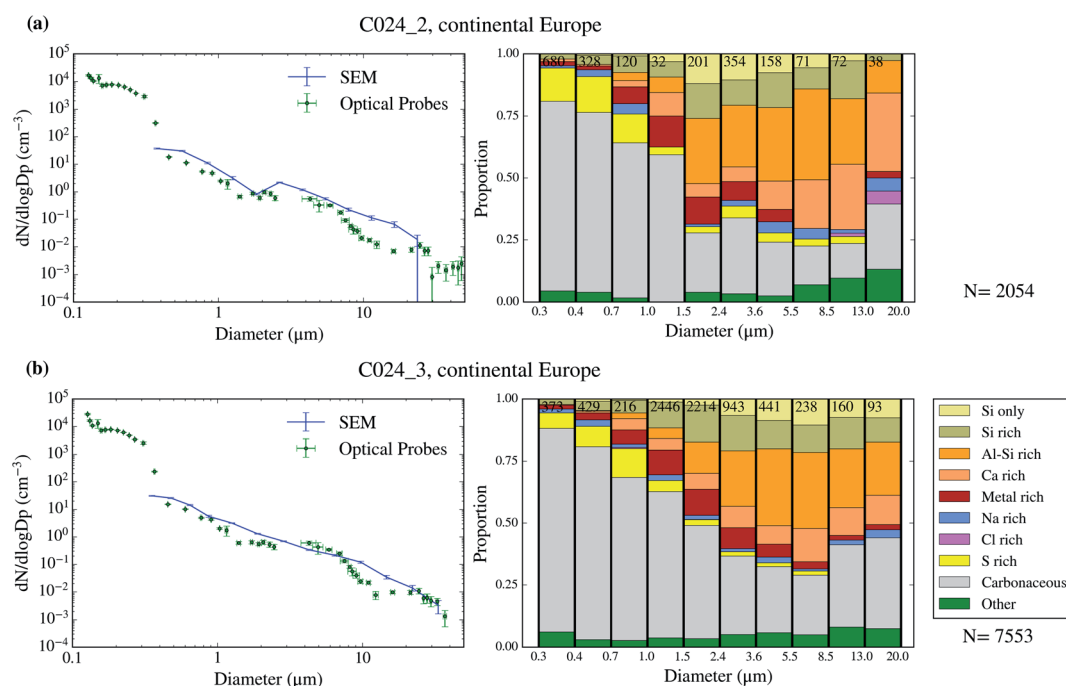 (a)
C024_2, continental Europe
10^5
10^4
10^3
10^2
10^1
10^0
10^-1
10^-2
10^-3
10^-4
dN/dlogDp (cm^-3)
SEM
Optical Probes
0.1 1 10
Diameter (µm)
1.00
0.75
0.50
0.25
0.00
Proportion
680 328 120 32 201 354 158 71 72 38
0.3 0.4 0.7 1.0 1.5 2.4 3.6 5.5 8.5 13.0 20.0
Diameter (µm)
N= 2054
(b)
C024_3, continental Europe
10^5
10^4
10^3
10^2
10^1
10^0
10^-1
10^-2
10^-3
10^-4
dN/dlogDp (cm^-3)
SEM
Optical Probes
0.1 1 10
Diameter (µm)
1.00
0.75
0.50
0.25
0.00
Proportion
373 429 216 2446 2214 943 441 238 160 93
0.3 0.4 0.7 1.0 1.5 2.4 3.6 5.5 8.5 13.0 20.0
Diameter (µm)
Si only
Si rich
Al-Si rich
Ca rich
Metal rich
Na rich
Cl rich
S rich
Carbonaceous
Other
N= 7553